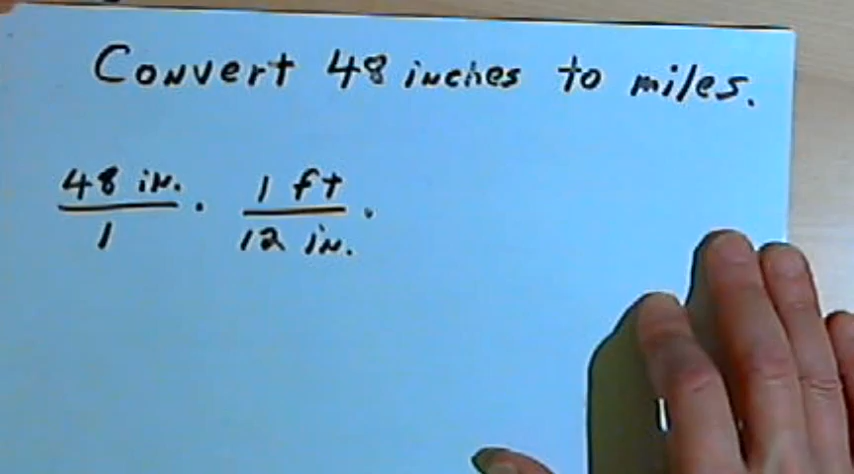 Convert 48 inches to miles.
48 in. · 1 ft ·
1 12 in.